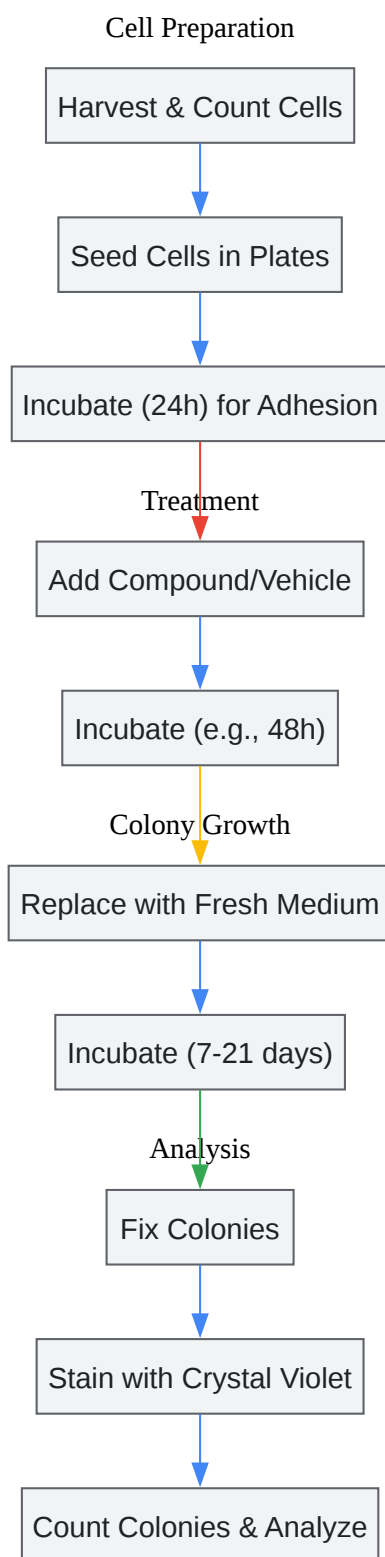 Cell Preparation
Harvest & Count Cells
Seed Cells in Plates
Incubate (24h) for Adhesion
Treatment
Add Compound/Vehicle
Incubate (e.g., 48h)
Colony Growth
Replace with Fresh Medium
Incubate (7-21 days)
Analysis
Fix Colonies
Stain with Crystal Violet
Count Colonies & Analyze